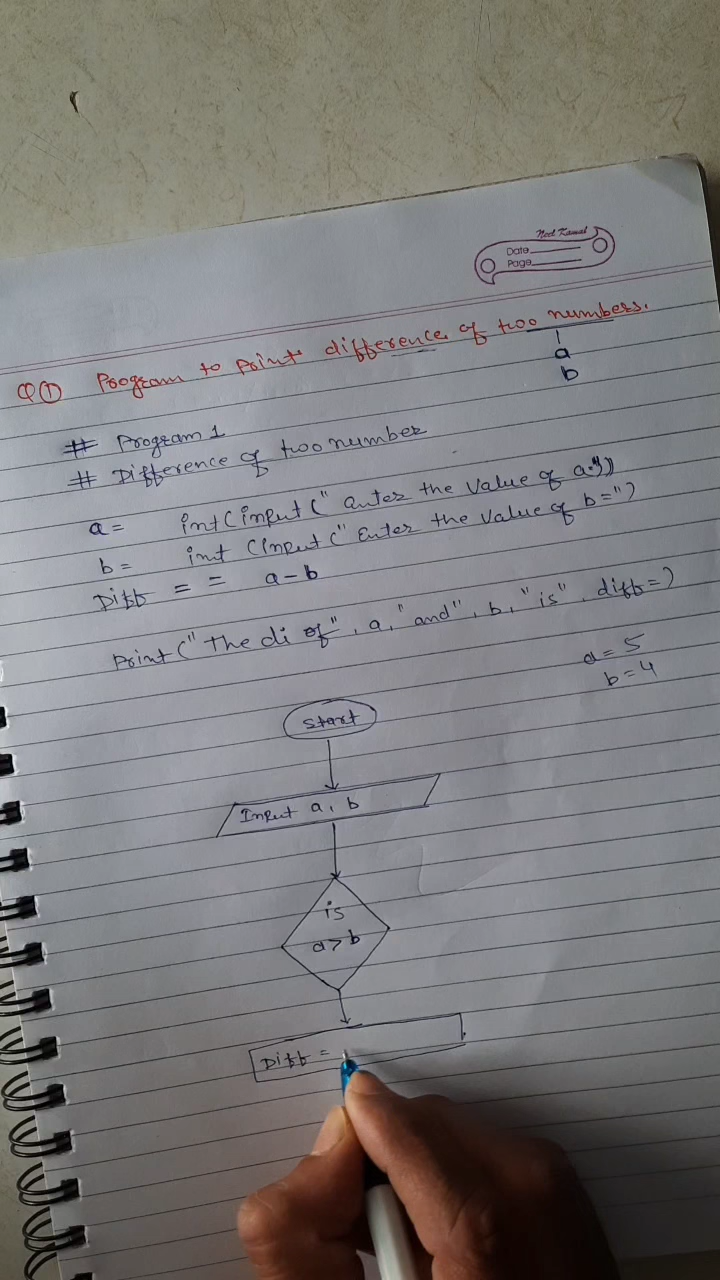 Neel Kamal
Date
Page
Q① Program to Print difference of two numbers.
a
b
# Program 1
# Difference of two number
a = int(input(" anter the value of a="))
b = int (Input(" Enter the value of b=")
Diff = = a-b
Print(" The di of", a, "and", b, "is", diff=)
a = 5
b = 4
Start
Input a, b
is
a > b
Diff =